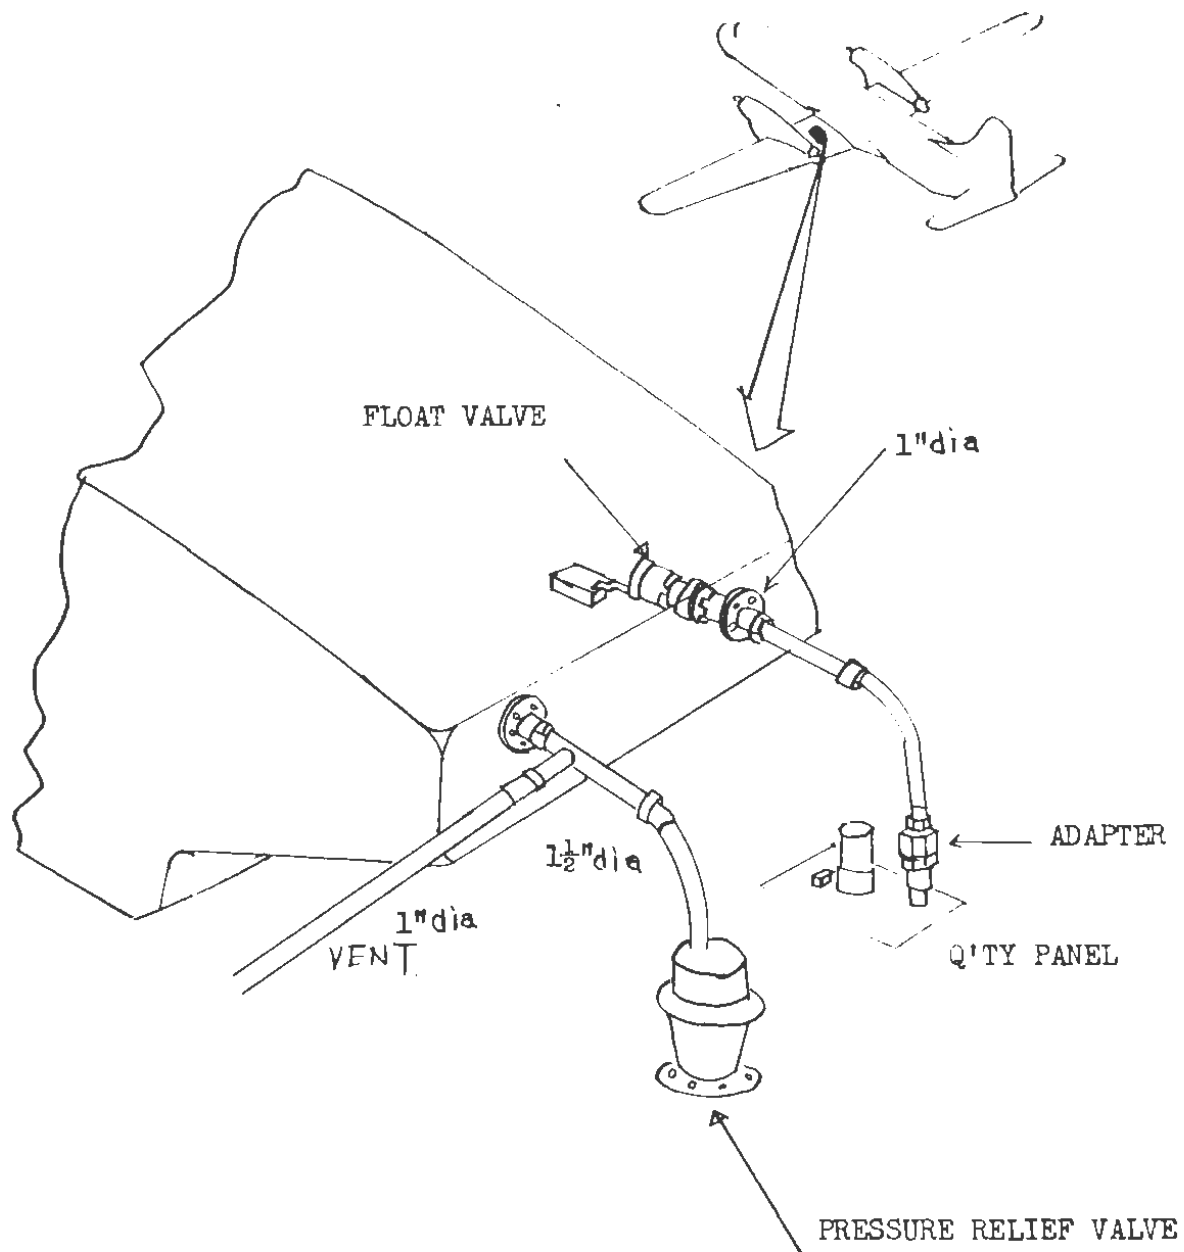 FLOAT VALVE
1"dia
1½"dia
ADAPTER
1"dia
VENT
Q'TY PANEL
PRESSURE RELIEF VALVE